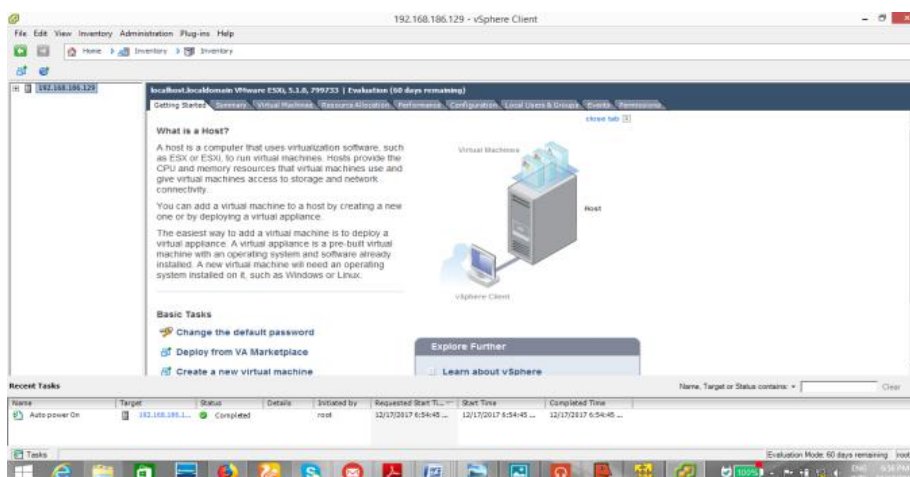 192.168.186.129 - vSphere Client
File Edit View Inventory Administration Plug-ins Help
Home Inventory Inventory
192.168.186.129
localhost.localdomain VMware ESXi, 5.1.0, 799733 | Evaluation (60 days remaining)
Getting Started Summary Virtual Machines Resource Allocation Performance Configuration Local Users & Groups Events Permissions
close tab
What is a Host?
A host is a computer that uses virtualization software, such
as ESX or ESXi, to run virtual machines. Hosts provide the
CPU and memory resources that virtual machines use and
give virtual machines access to storage and network
connectivity.
You can add a virtual machine to a host by creating a new
one or by deploying a virtual appliance.
The easiest way to add a virtual machine is to deploy a
virtual appliance. A virtual appliance is a pre-built virtual
machine with an operating system and software already
installed. A new virtual machine will need an operating
system installed on it, such as Windows or Linux.
Virtual Machines
Host
vSphere Client
Basic Tasks
Change the default password
Deploy from VA Marketplace
Create a new virtual machine
Explore Further
Learn about vSphere
Recent Tasks
Name, Target or Status contains:
Clear
Name Target Status Details Initiated by Requested Start Ti... Start Time Completed Time
Auto power On 192.168.186.1... Completed root 12/17/2017 6:54:45 ... 12/17/2017 6:54:45 ... 12/17/2017 6:54:45 ...
Tasks
Evaluation Mode: 60 days remaining root
100%
ENG